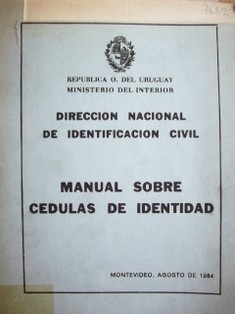 REPUBLICA O. DEL URUGUAY
MINISTERIO DEL INTERIOR
DIRECCION NACIONAL
DE IDENTIFICACION CIVIL
MANUAL SOBRE
CEDULAS DE IDENTIDAD
MONTEVIDEO, AGOSTO DE 1984